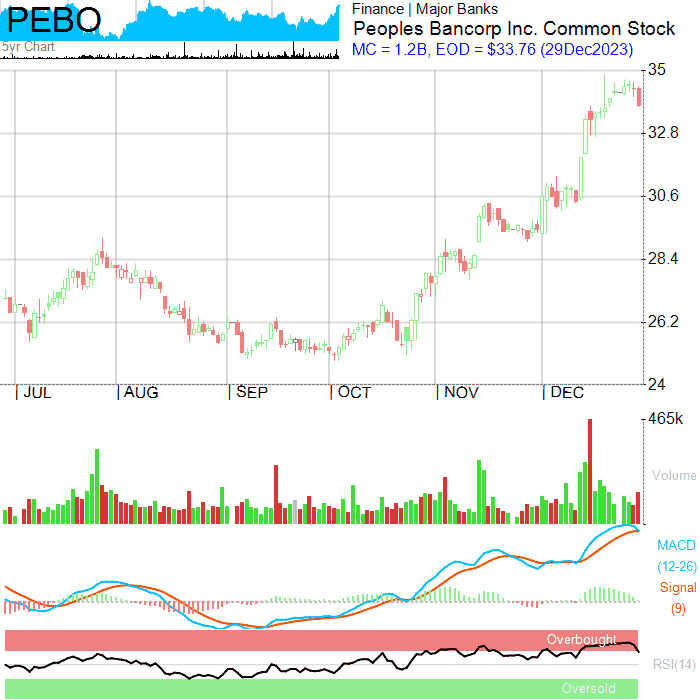 PEBO
5yr Chart
Finance | Major Banks
Peoples Bancorp Inc. Common Stock
MC = 1.2B, EOD = $33.76 (29Dec2023)
35
32.8
30.6
28.4
26.2
24
JUL AUG SEP OCT NOV DEC
465k
Volume
MACD
(12-26)
Signal
(9)
Overbought
RSI(14)
Oversold